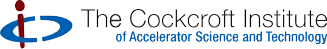 The Cockcroft Institute
of Accelerator Science and Technology